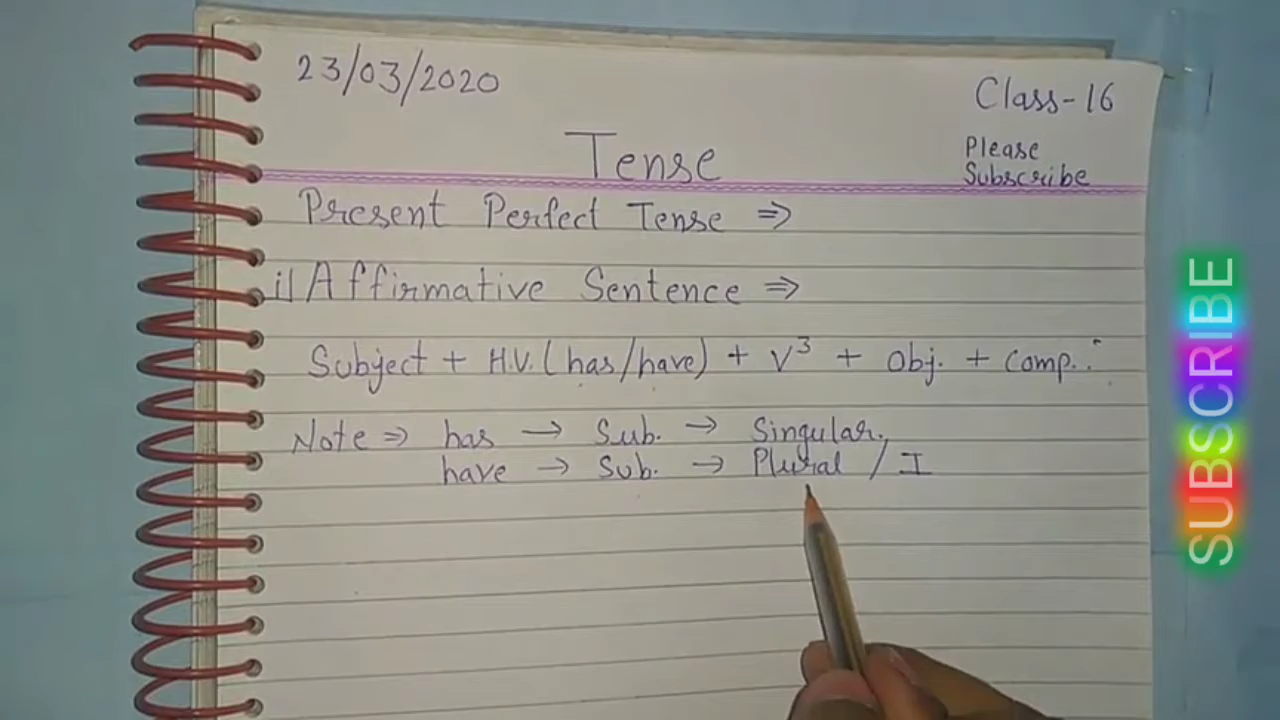 23/03/2020
Class-16
Tense
Please
Subscribe
Present Perfect Tense ⇒
i) Affirmative Sentence ⇒
Subject + H.V. (has/have) + V³ + Obj. + Comp..
Note ⇒ has → Sub. → Singular.
have → Sub. → Plural / I
SUBSCRIBE